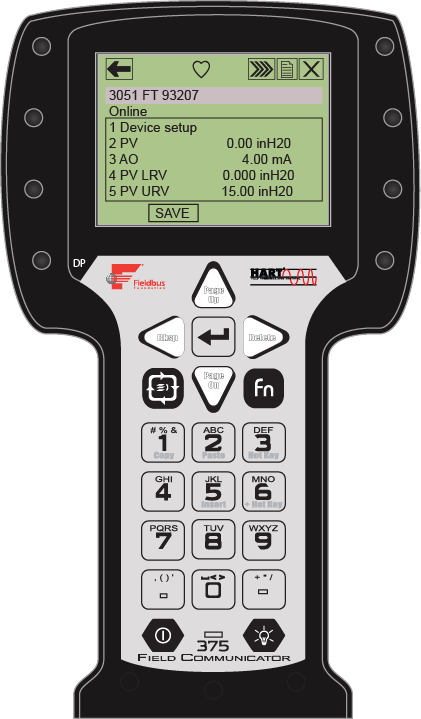 3051 FT 93207
Online
1 Device setup
2 PV 0.00 inH20
3 AO 4.00 mA
4 PV LRV 0.000 inH20
5 PV URV 15.00 inH20
SAVE
DP
Fieldbus
FOUNDATION
HART
Page Up
Bksp
Delete
Page On
Fn
# % & ABC DEF
1 2 3
Copy Paste Hot Key
GHI JKL MNO
4 5 6
Insert + Hot Key
PQRS TUV WXYZ
7 8 9
, ( ) ' ⎵ < > + * /
- 0 -
375
FIELD COMMUNICATOR